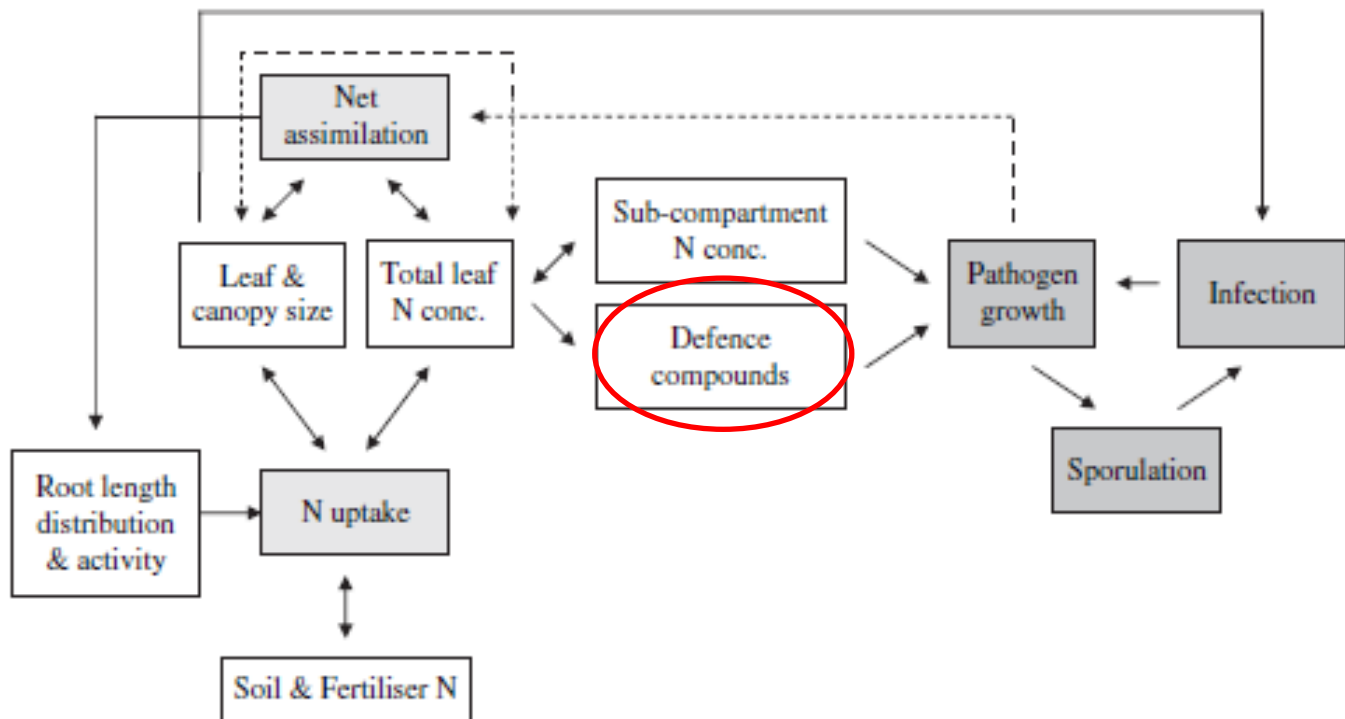 Net
assimilation
Leaf &
canopy size
Total leaf
N conc.
Sub-compartment
N conc.
Defence
compounds
Pathogen
growth
Infection
Sporulation
Root length
distribution
& activity
N uptake
Soil & Fertiliser N